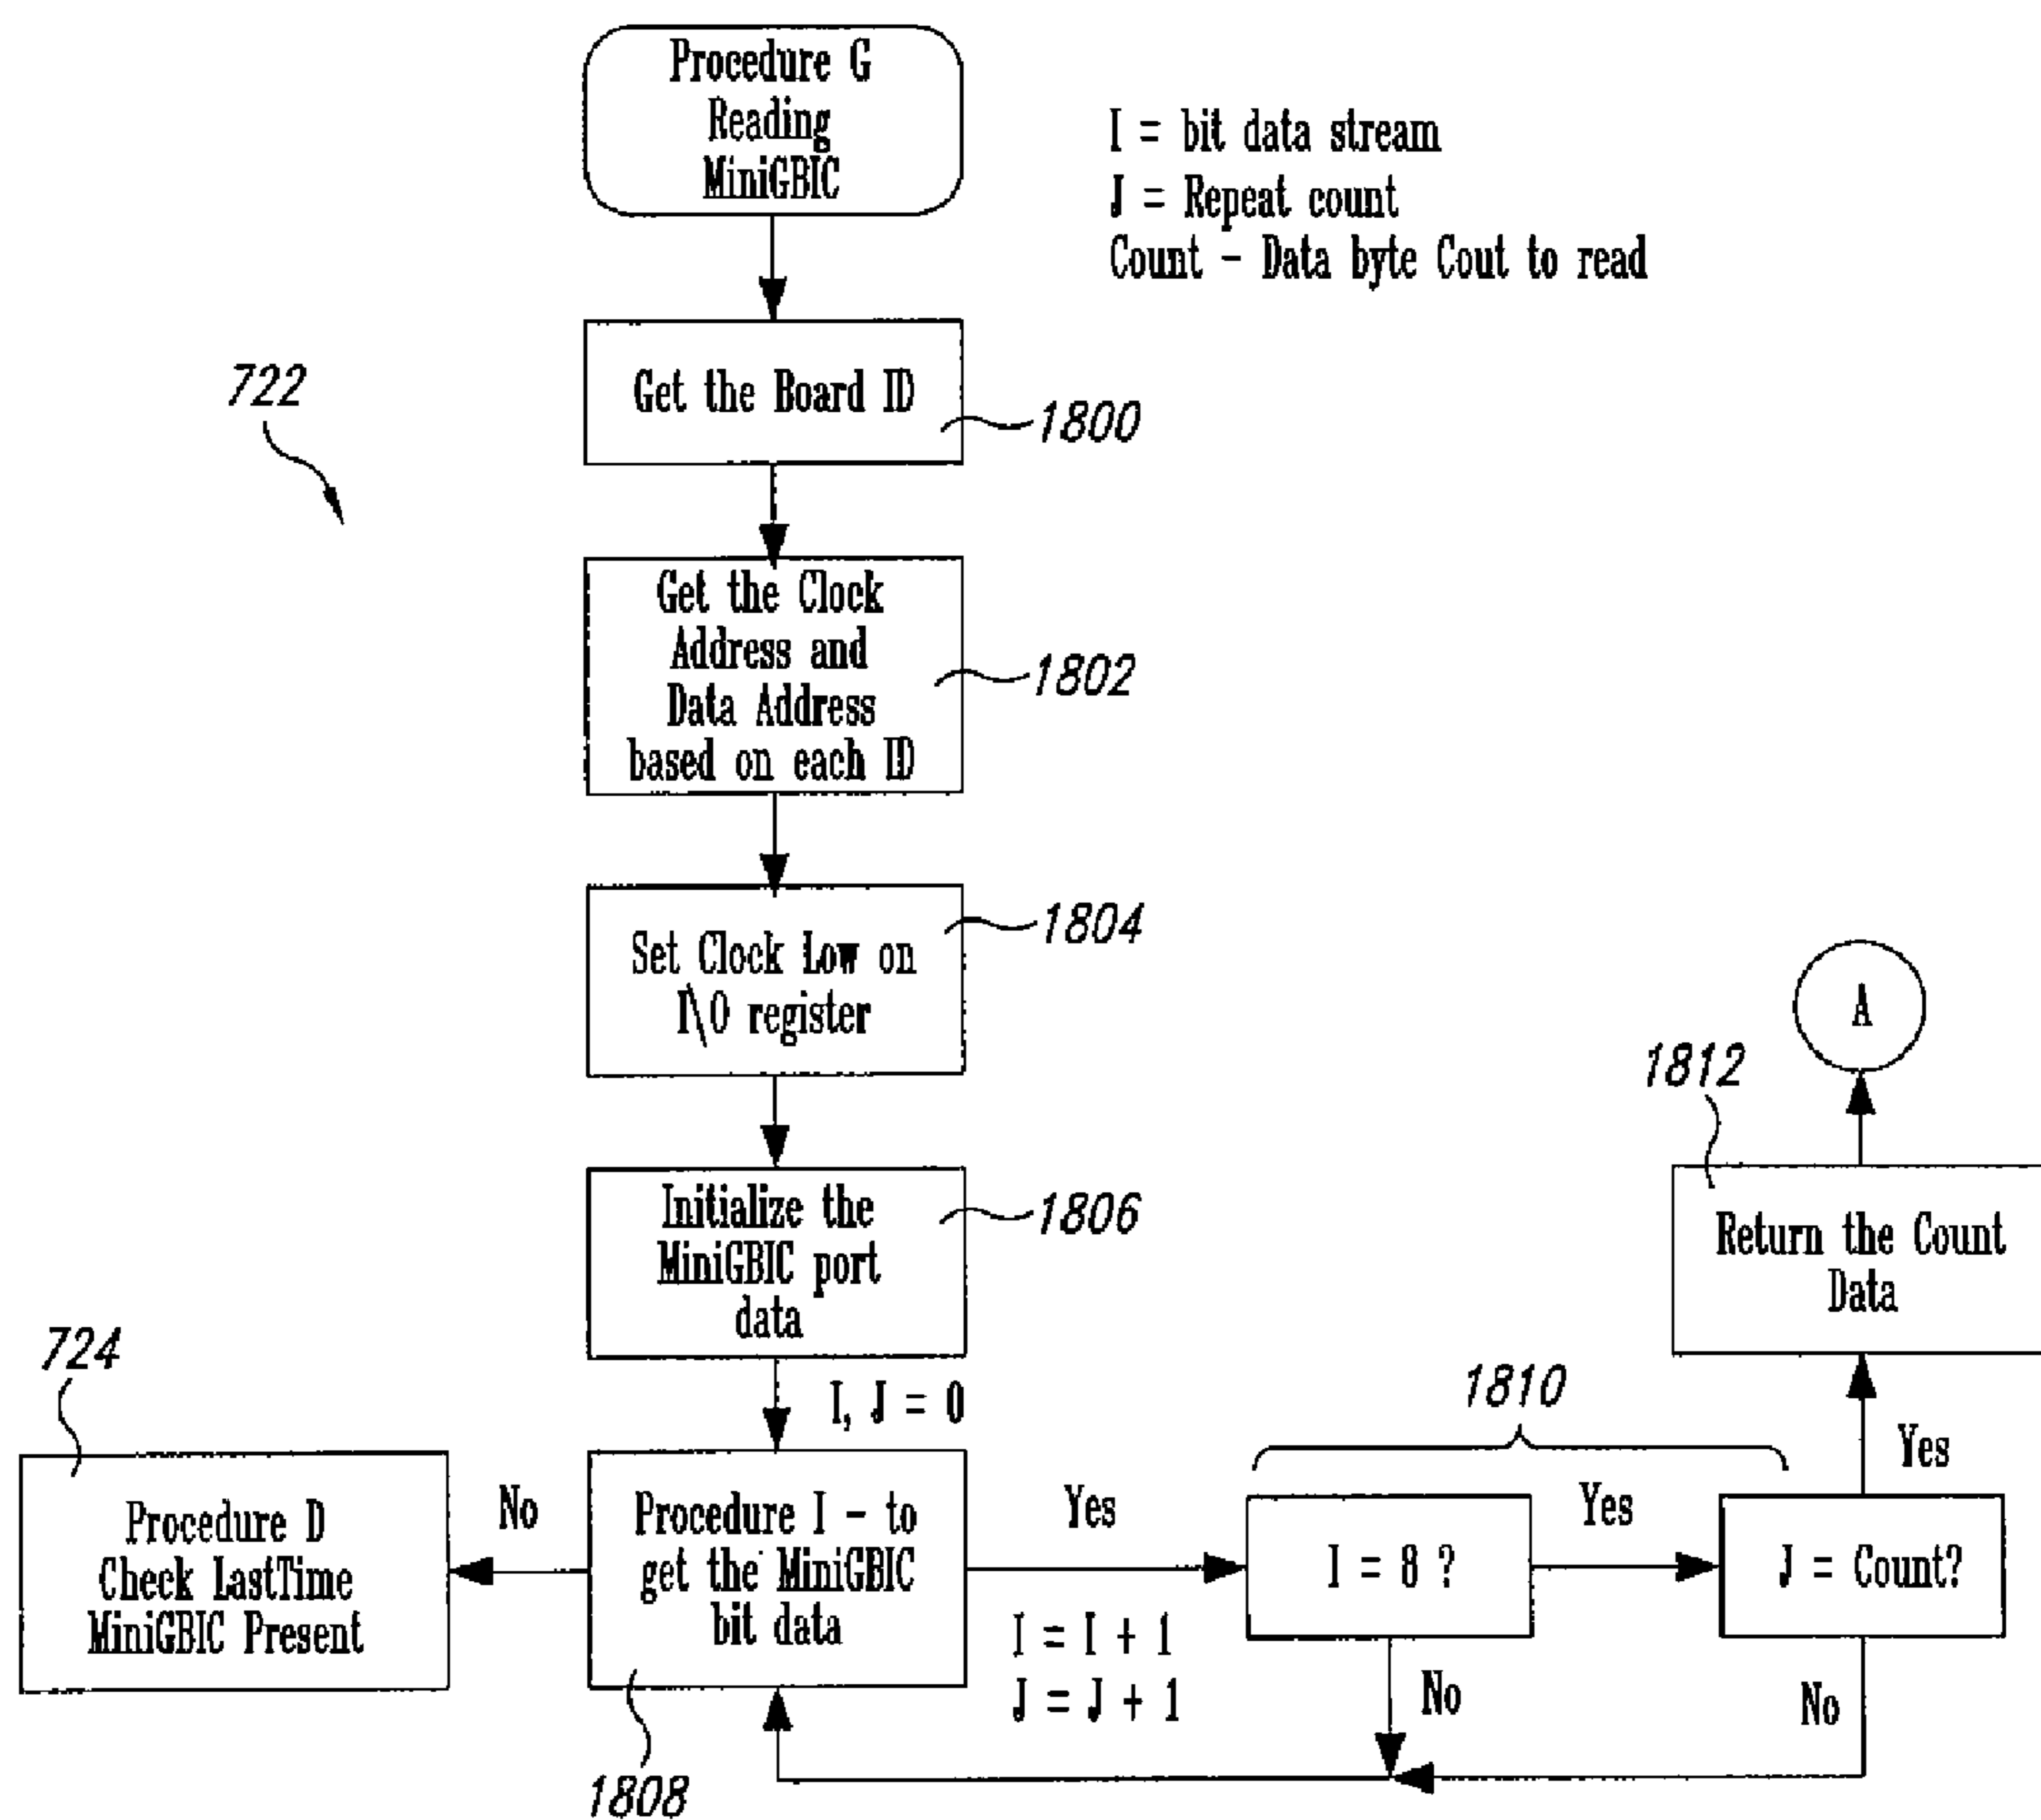 Procedure G
Reading
MiniGBIC
I = bit data stream
J = Repeat count
Count - Data byte Cout to read
722
Get the Board ID
1800
Get the Clock
Address and
Data Address
based on each ID
1802
Set Clock Low on
I\O register
1804
A
1812
Initialize the
MiniGBIC port
data
1806
Return the Count
Data
724
I, J = 0
1810
Yes
Procedure D
Check LastTime
MiniGBIC Present
No
Procedure I - to
get the MiniGBIC
bit data
Yes
I = I + 1
J = J + 1
I = 8 ?
Yes
J = Count?
No
No
1808